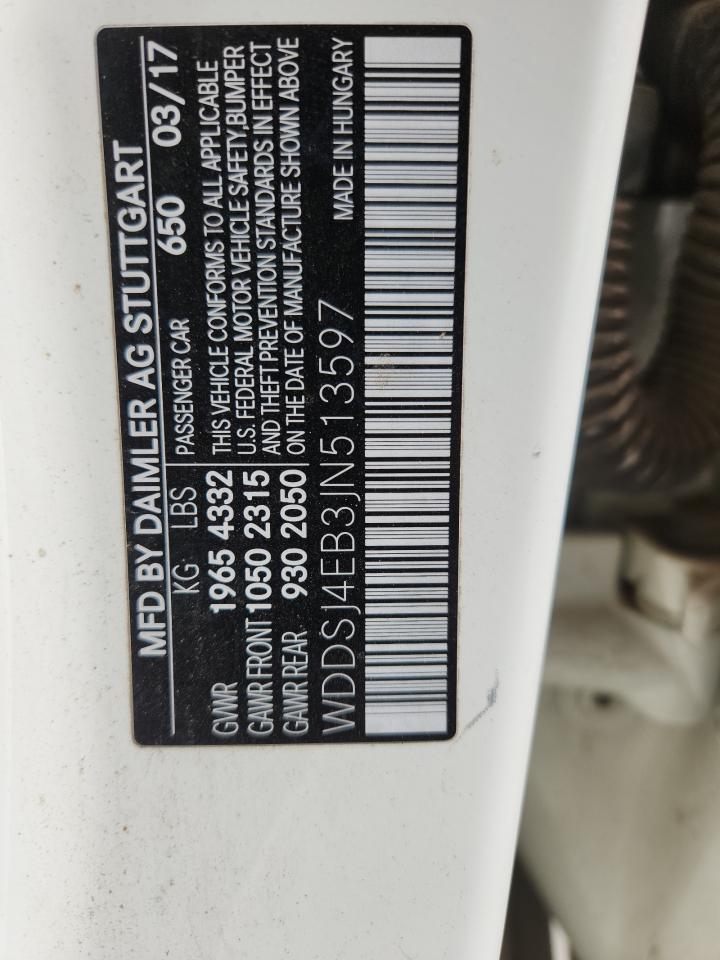 MFD BY DAIMLER AG STUTTGART
KG LBS PASSENGER CAR 650 03/17
GVWR 1965 4332 THIS VEHICLE CONFORMS TO ALL APPLICABLE
GAWR FRONT 1050 2315 U.S. FEDERAL MOTOR VEHICLE SAFETY,BUMPER
GAWR REAR 930 2050 AND THEFT PREVENTION STANDARDS IN EFFECT
ON THE DATE OF MANUFACTURE SHOWN ABOVE
WDDSJ4EB3JN513597 MADE IN HUNGARY